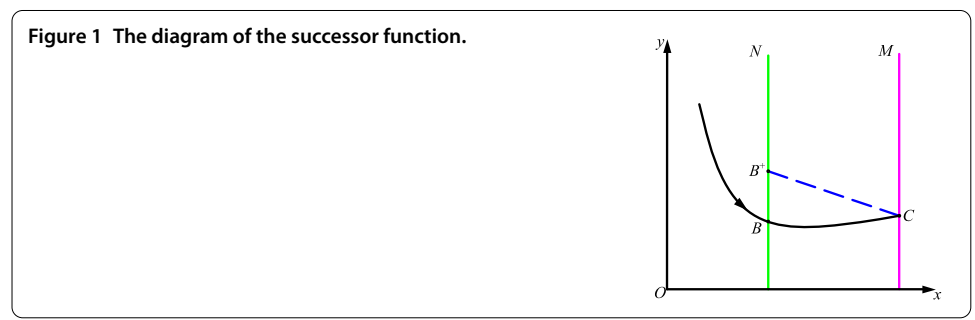 Figure 1 The diagram of the successor function.
y
N
M
B⁺
C
B
O
x